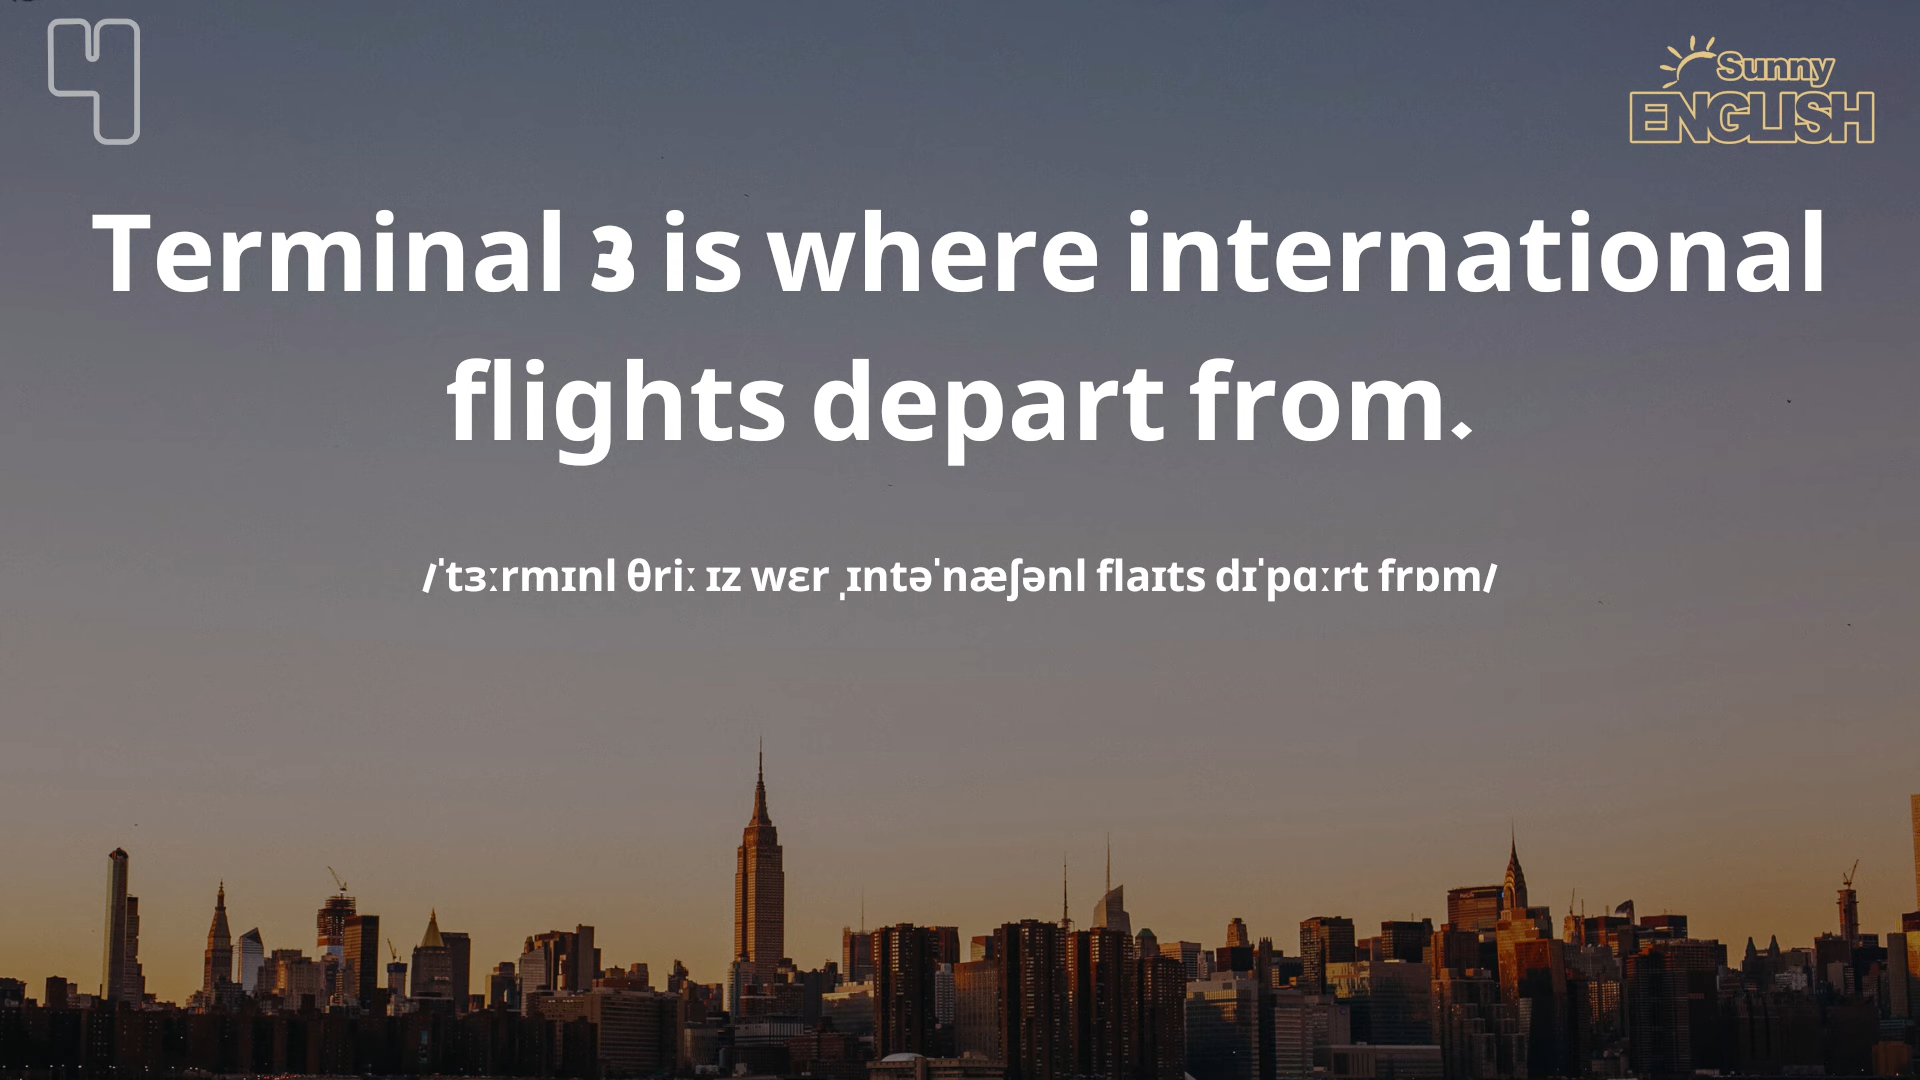 4
Sunny
ENGLISH
Terminal 3 is where international
flights depart from.
/ˈtɜːrmɪnl θriː ɪz wɛr ˌɪntəˈnæʃənl flaɪts dɪˈpɑːrt frɒm/